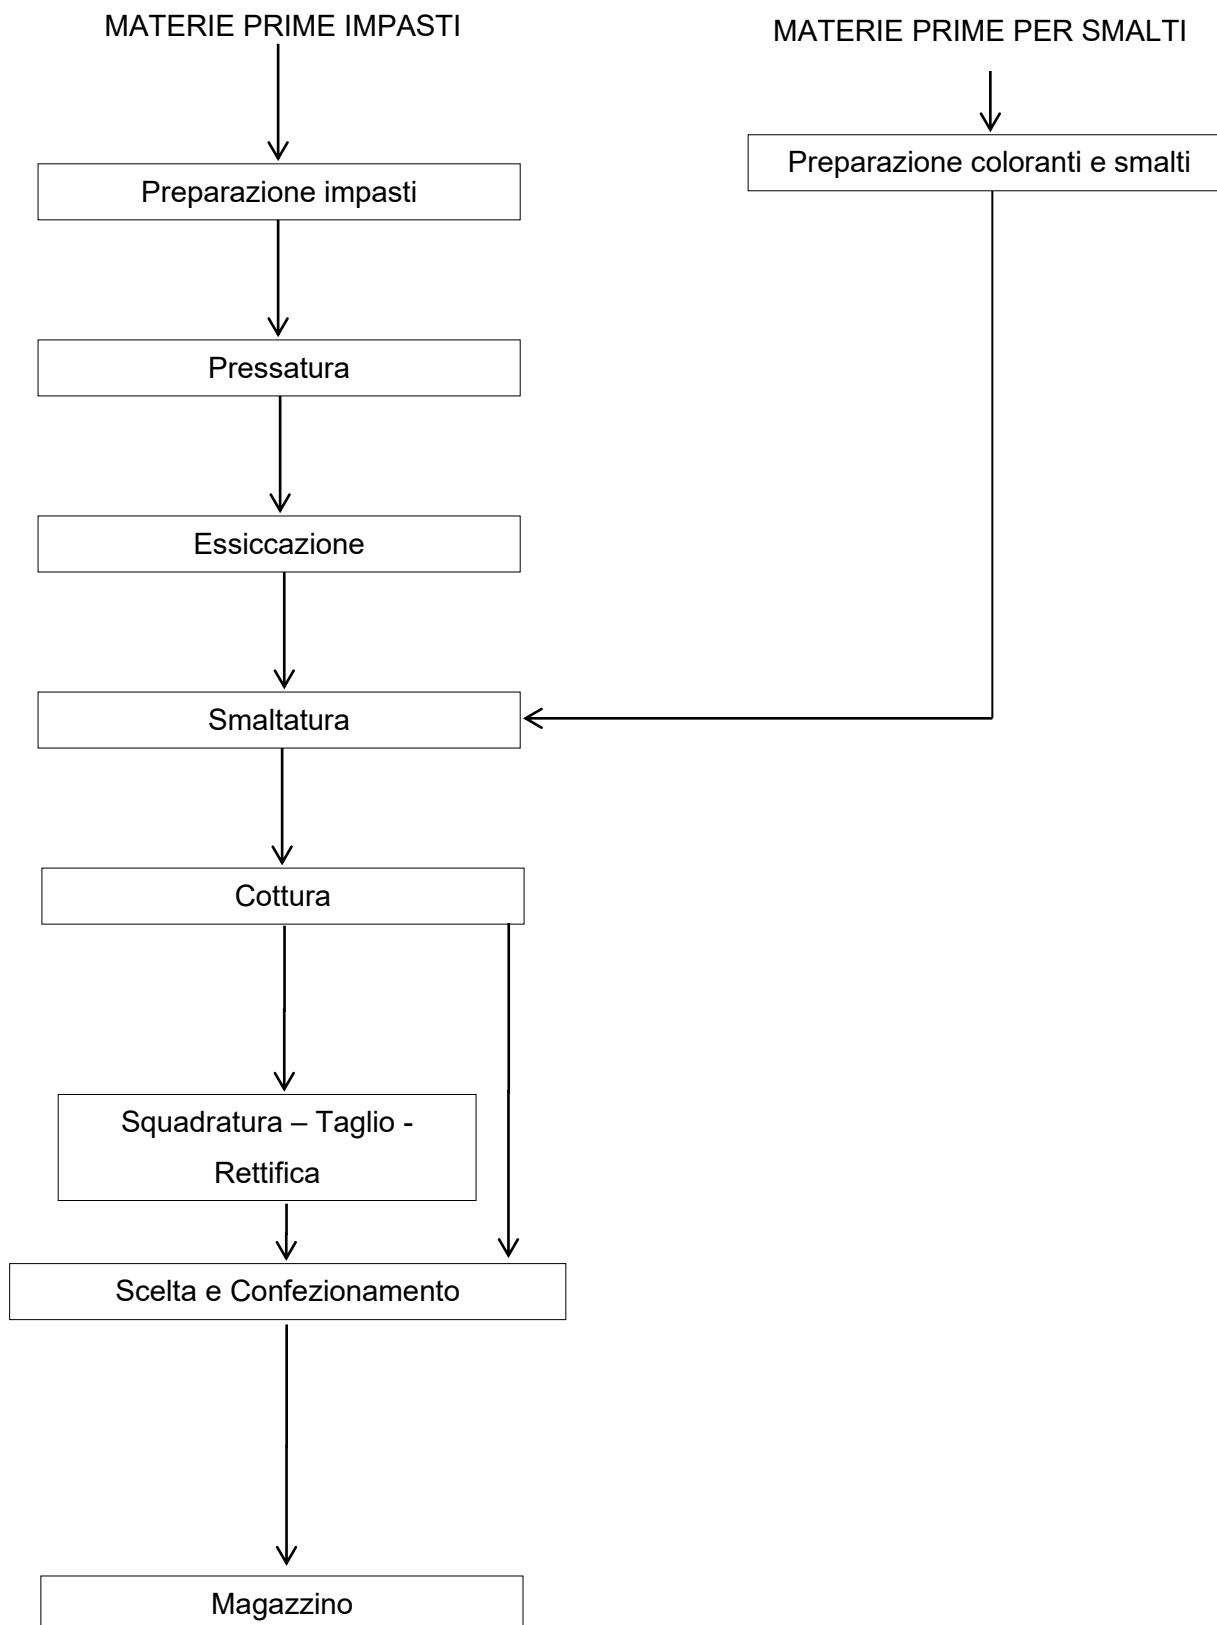 MATERIE PRIME IMPASTI
MATERIE PRIME PER SMALTI
Preparazione coloranti e smalti
Preparazione impasti
Pressatura
Essiccazione
Smaltatura
Cottura
Squadratura – Taglio -
Rettifica
Scelta e Confezionamento
Magazzino